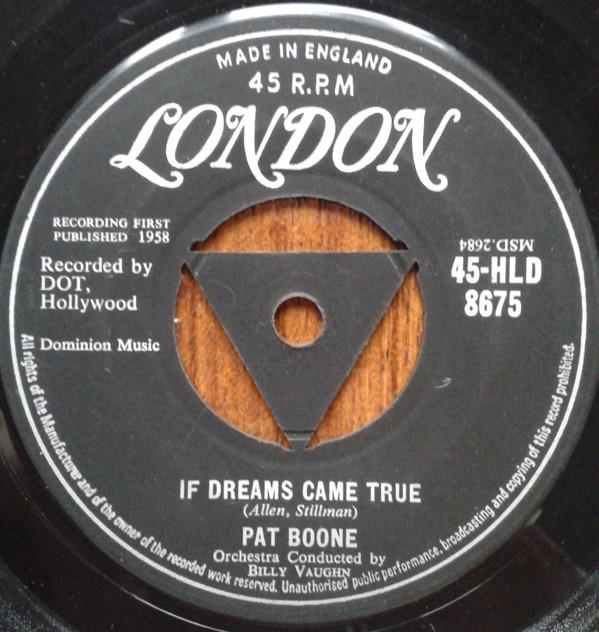 MADE IN ENGLAND
45 R.P.M
LONDON
RECORDING FIRST
PUBLISHED 1958
Recorded by
DOT,
Hollywood
Dominion Music
MSD.2684
45-HLD
8675
IF DREAMS CAME TRUE
(Allen, Stillman)
PAT BOONE
Orchestra Conducted by
BILLY VAUGHN
All rights of the Manufacturer and of the owner of the recorded work reserved. Unauthorised public performance, broadcasting and copying of this record prohibited.